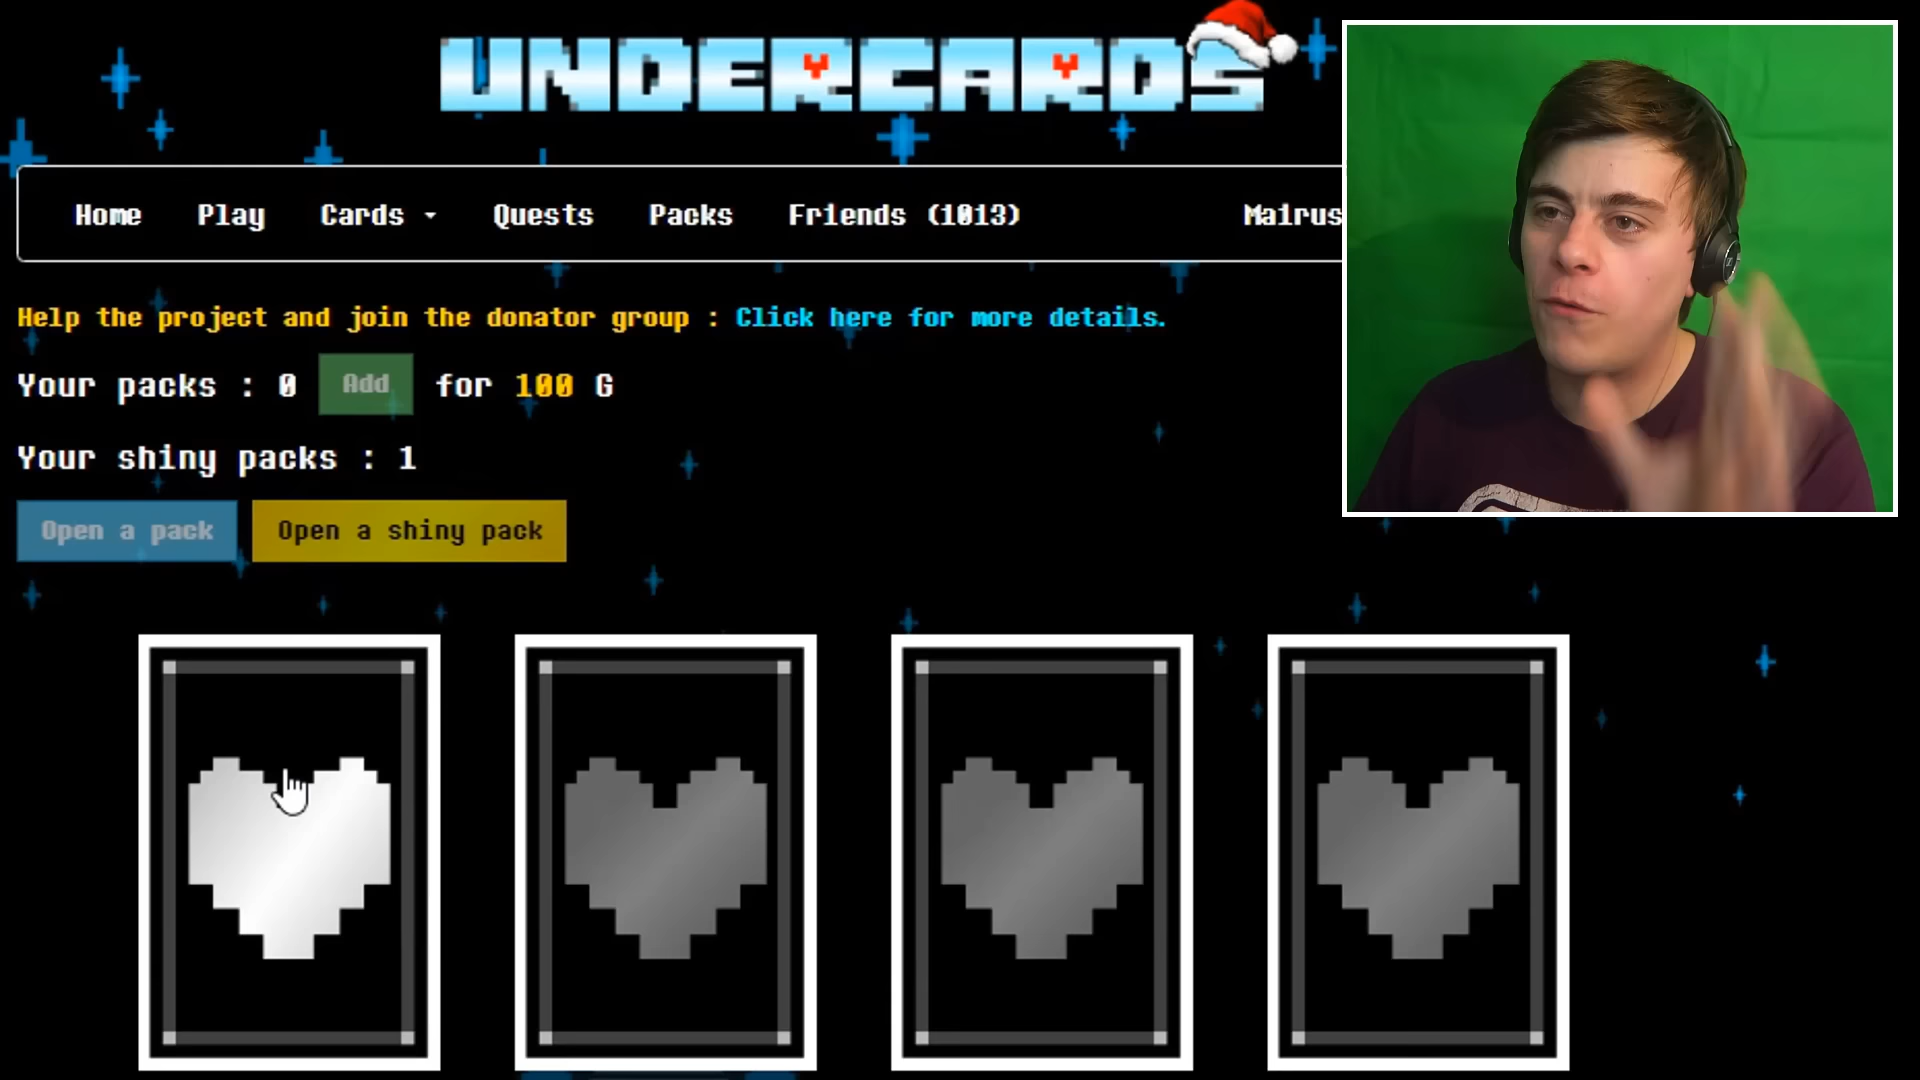 UNDERCARDS
Home Play Cards Quests Packs Friends (1013) Mairus
Help the project and join the donator group : Click here for more details.
Your packs : 0 Add for 100 G
Your shiny packs : 1
Open a pack Open a shiny pack